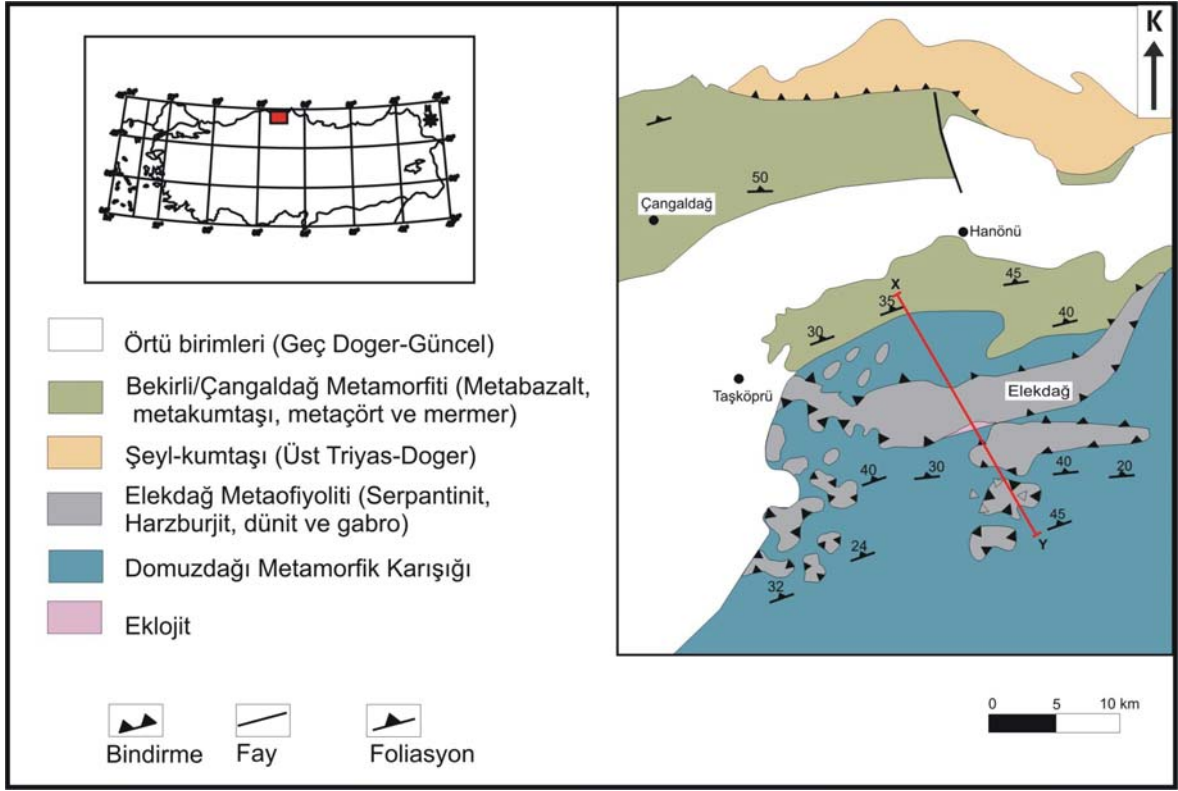 Örtü birimleri (Geç Doger-Güncel)
Bekirli/Çangaldağ Metamorfiti (Metabazalt,
metakumtaşı, metaçört ve mermer)
Şeyl-kumtaşı (Üst Triyas-Doger)
Elekdağ Metaofiyoliti (Serpantinit,
Harzburjit, dünit ve gabro)
Domuzdağı Metamorfik Karışığı
Eklojit
Bindirme
Fay
Foliasyon
K
50
Çangaldağ
Hanönü
X
35
45
30
40
Taşköprü
Elekdağ
40
30
40
20
45
Y
24
32
0 5 10 km